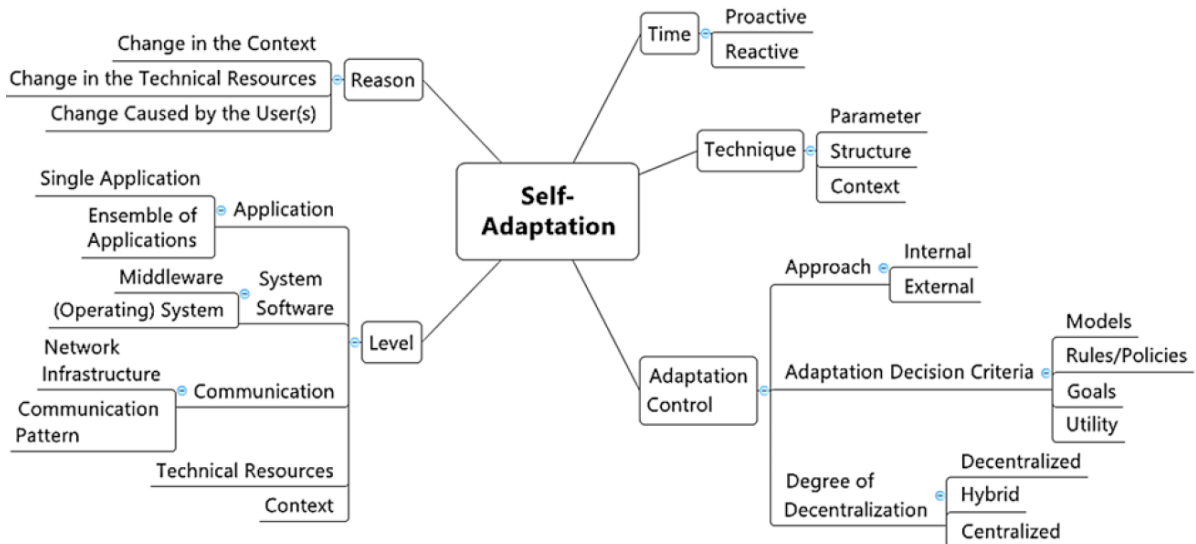 Self-
Adaptation
Reason
Change in the Context
Change in the Technical Resources
Change Caused by the User(s)
Level
Application
Single Application
Ensemble of
Applications
System
Software
Middleware
(Operating) System
Communication
Network
Infrastructure
Communication
Pattern
Technical Resources
Context
Time
Proactive
Reactive
Technique
Parameter
Structure
Context
Adaptation
Control
Approach
Internal
External
Adaptation Decision Criteria
Models
Rules/Policies
Goals
Utility
Degree of
Decentralization
Decentralized
Hybrid
Centralized